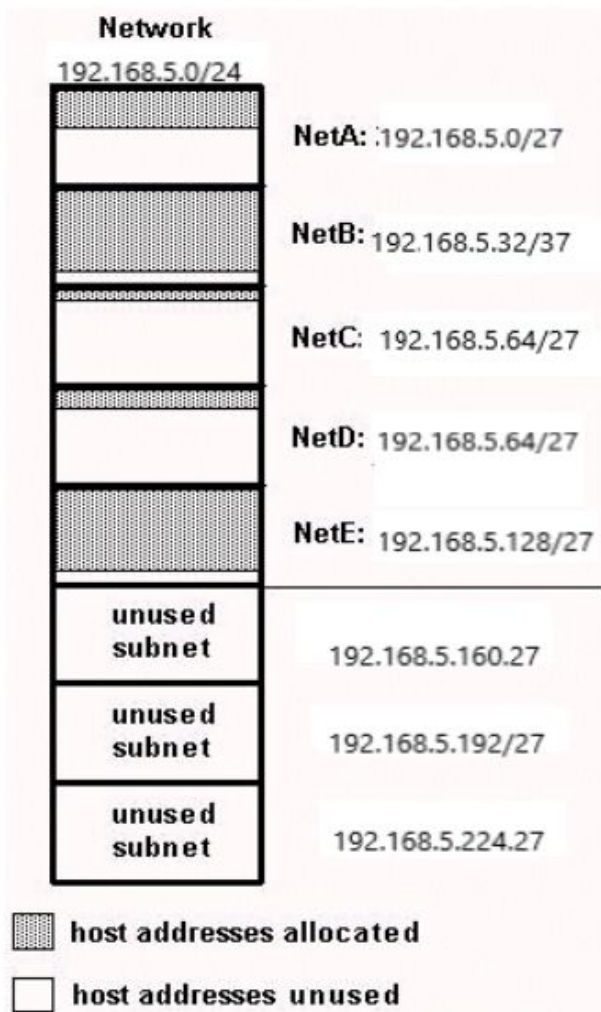 Network
192.168.5.0/24
NetA: 192.168.5.0/27
NetB: 192.168.5.32/37
NetC: 192.168.5.64/27
NetD: 192.168.5.64/27
NetE: 192.168.5.128/27
unused
subnet
192.168.5.160.27
unused
subnet
192.168.5.192/27
unused
subnet
192.168.5.224.27
host addresses allocated
host addresses unused